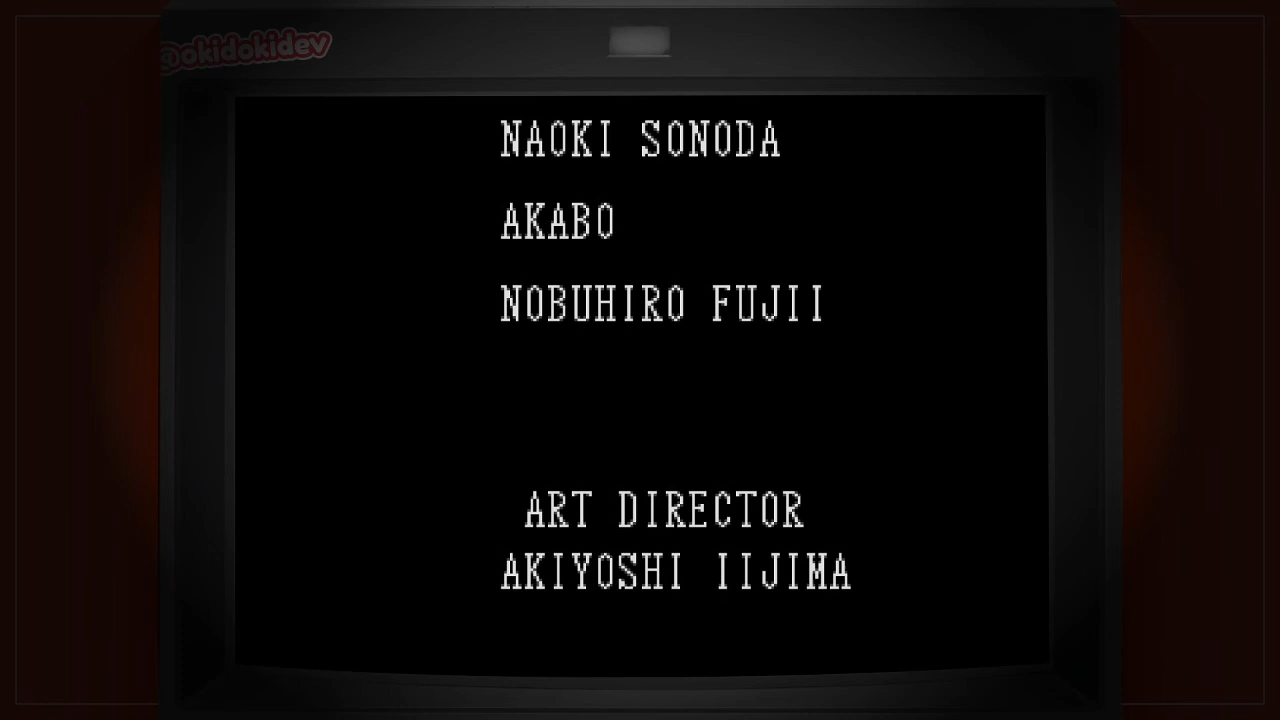 @okidokidev
NAOKI SONODA
AKABO
NOBUHIRO FUJII
ART DIRECTOR
AKIYOSHI IIJIMA